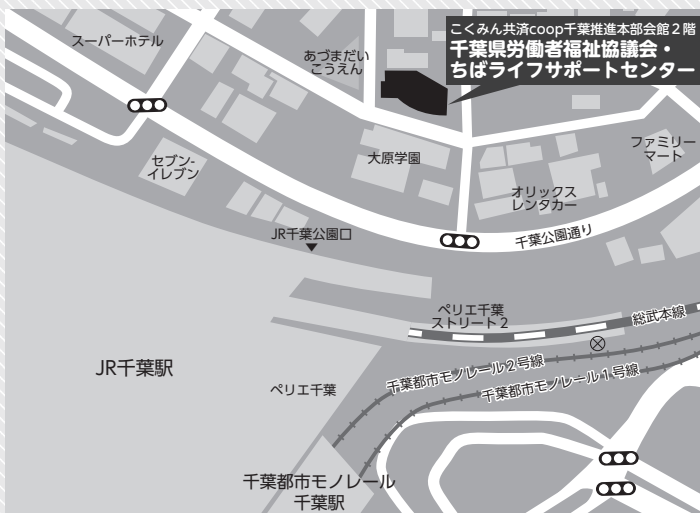 こくみん共済coop千葉推進本部会館2階
千葉県労働者福祉協議会・
ちばライフサポートセンター
スーパーホテル
あづまだい
こうえん
大原学園
ファミリー
マート
セブン-
イレブン
オリックス
レンタカー
JR千葉公園口
千葉公園通り
ペリエ千葉
ストリート2
総武本線
JR千葉駅
ペリエ千葉
千葉都市モノレール2号線
千葉都市モノレール1号線
千葉都市モノレール
千葉駅